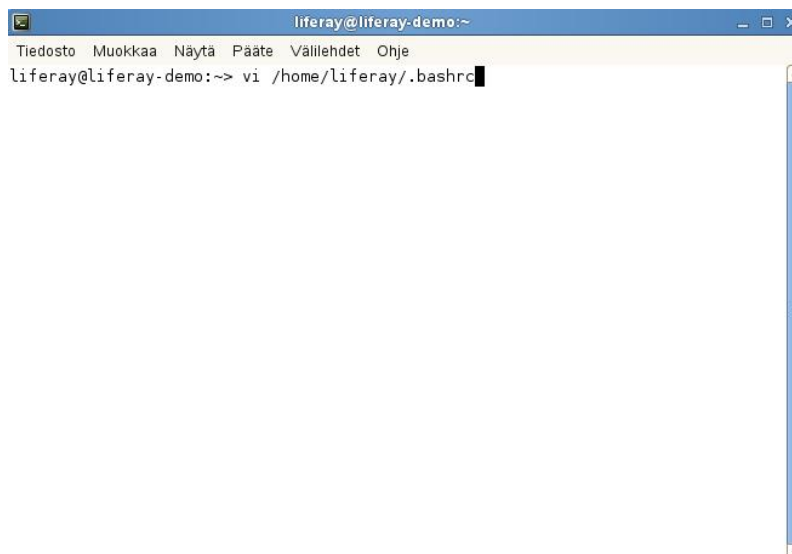 liferay@liferay-demo:~
Tiedosto Muokkaa Näytä Pääte Välilehdet Ohje
liferay@liferay-demo:~> vi /home/liferay/.bashrc